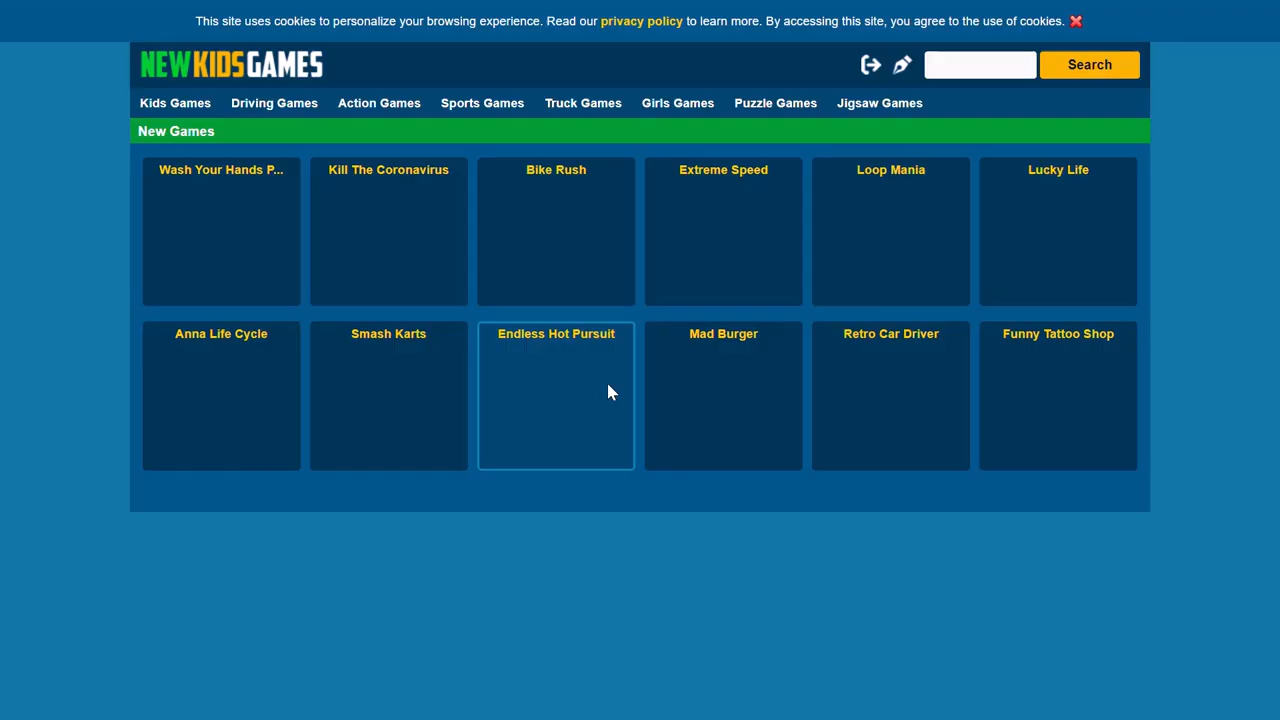 This site uses cookies to personalize your browsing experience. Read our privacy policy to learn more. By accessing this site, you agree to the use of cookies.
NEWKIDSGAMES
Search
Kids Games Driving Games Action Games Sports Games Truck Games Girls Games Puzzle Games Jigsaw Games
New Games
Wash Your Hands P... Kill The Coronavirus Bike Rush Extreme Speed Loop Mania Lucky Life
Anna Life Cycle Smash Karts Endless Hot Pursuit Mad Burger Retro Car Driver Funny Tattoo Shop